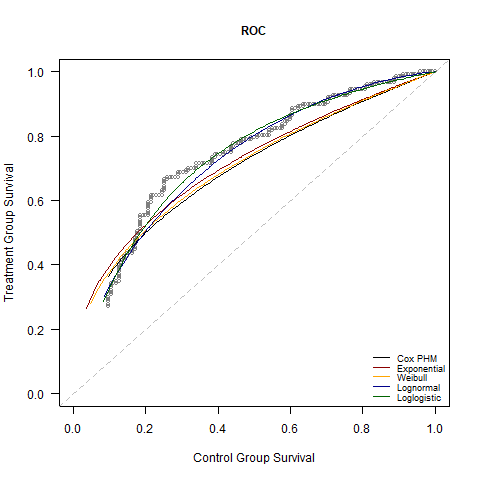 ROC
Treatment Group Survival
1.0
0.8
0.6
0.4
0.2
0.0
Cox PHM
Exponential
Weibull
Lognormal
Loglogistic
0.0 0.2 0.4 0.6 0.8 1.0
Control Group Survival